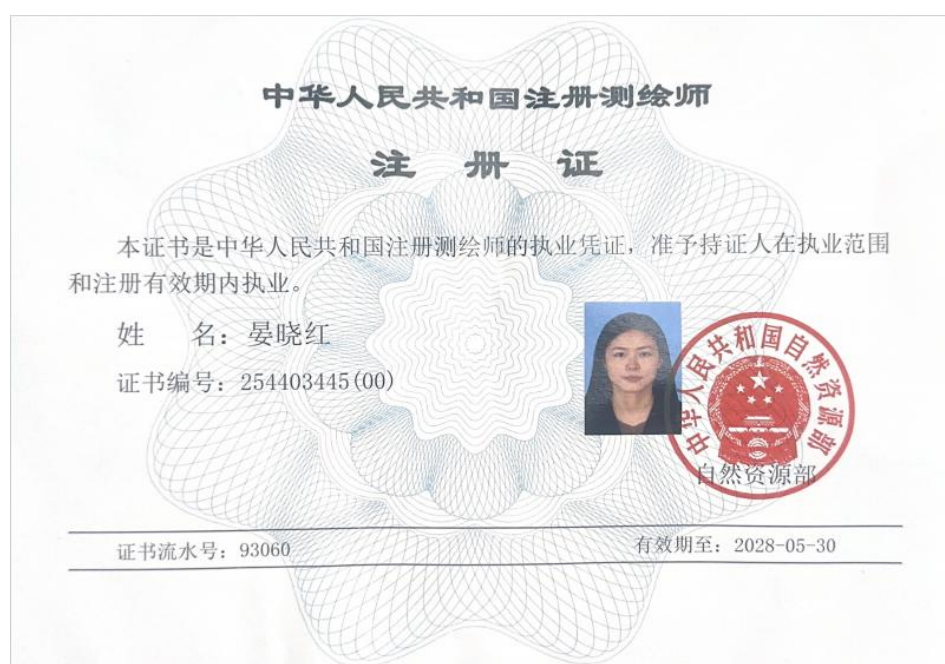 中华人民共和国注册测绘师
注 册 证
本证书是中华人民共和国注册测绘师的执业凭证，准予持证人在执业范围
和注册有效期内执业。
姓 名：晏晓红
证书编号：254403445(00)
中华人民共和国自然资源部
自然资源部
证书流水号：93060
有效期至：2028-05-30